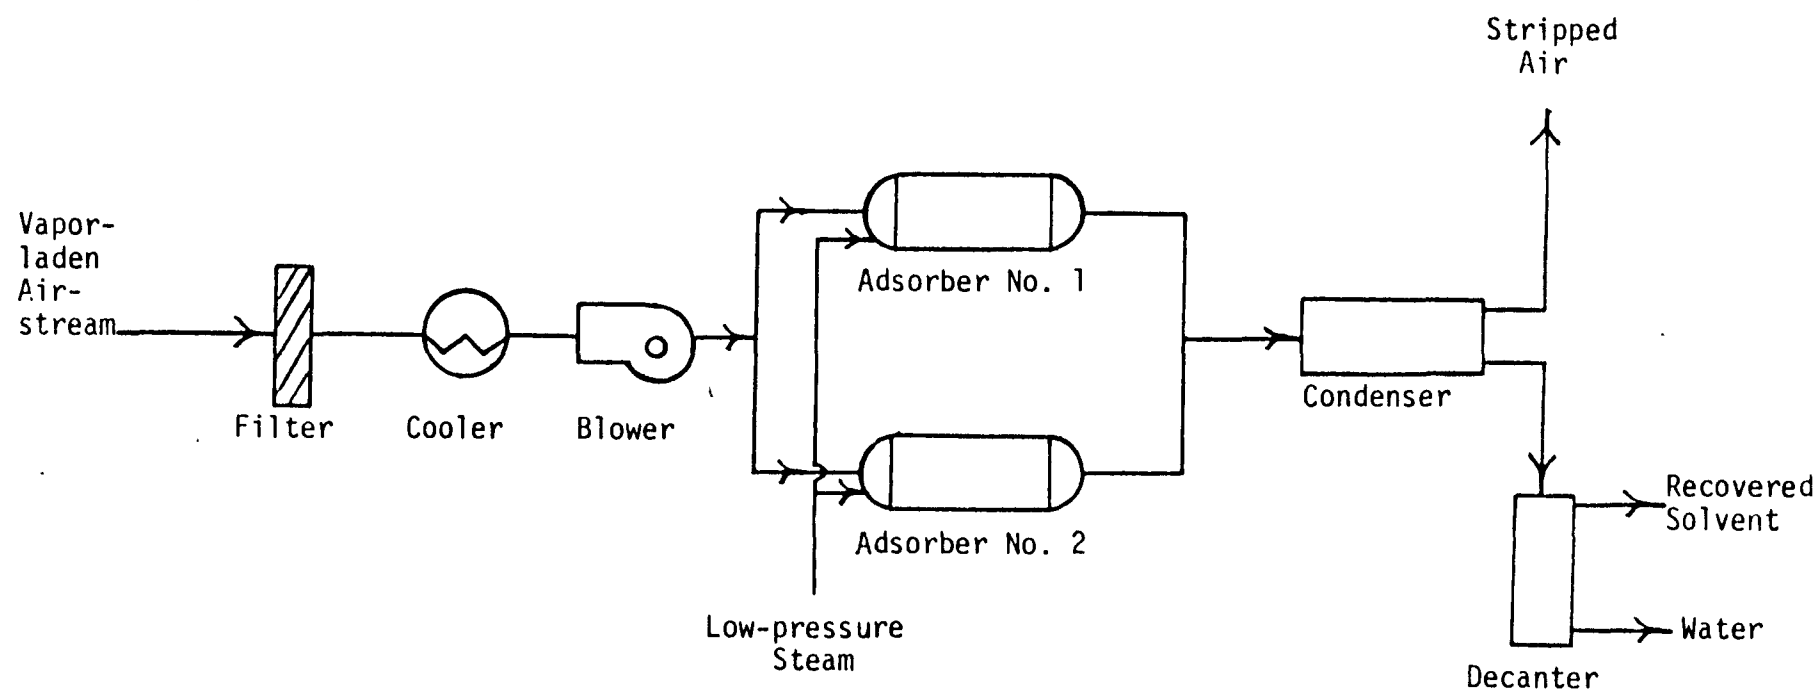 Stripped
Air
Vapor-
laden
Air-
stream
Adsorber No. 1
Filter
Cooler
Blower
Condenser
Recovered
Solvent
Adsorber No. 2
Low-pressure
Steam
Water
Decanter